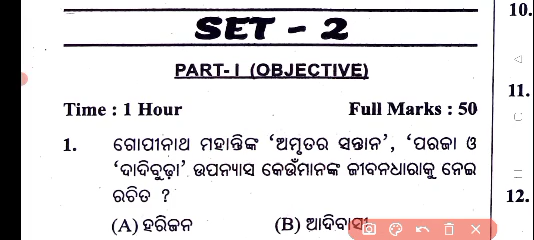 SET - 2
PART- I (OBJECTIVE)
Time : 1 Hour
Full Marks : 50
1. ଗୋପୀନାଥ ମହାନ୍ତିଙ୍କ ‘ଅମୃତର ସନ୍ତାନ’, ‘ପରଜା ଓ
‘ଦାଦିବୁଢ଼ା’ ଉପନ୍ୟାସ କେଉଁମାନଙ୍କ ଜୀବନଧାରାକୁ ନେଇ
ରଚିତ ?
(A) ହରିଜନ
(B) ଆଦିବାସୀ
10.
11.
12.